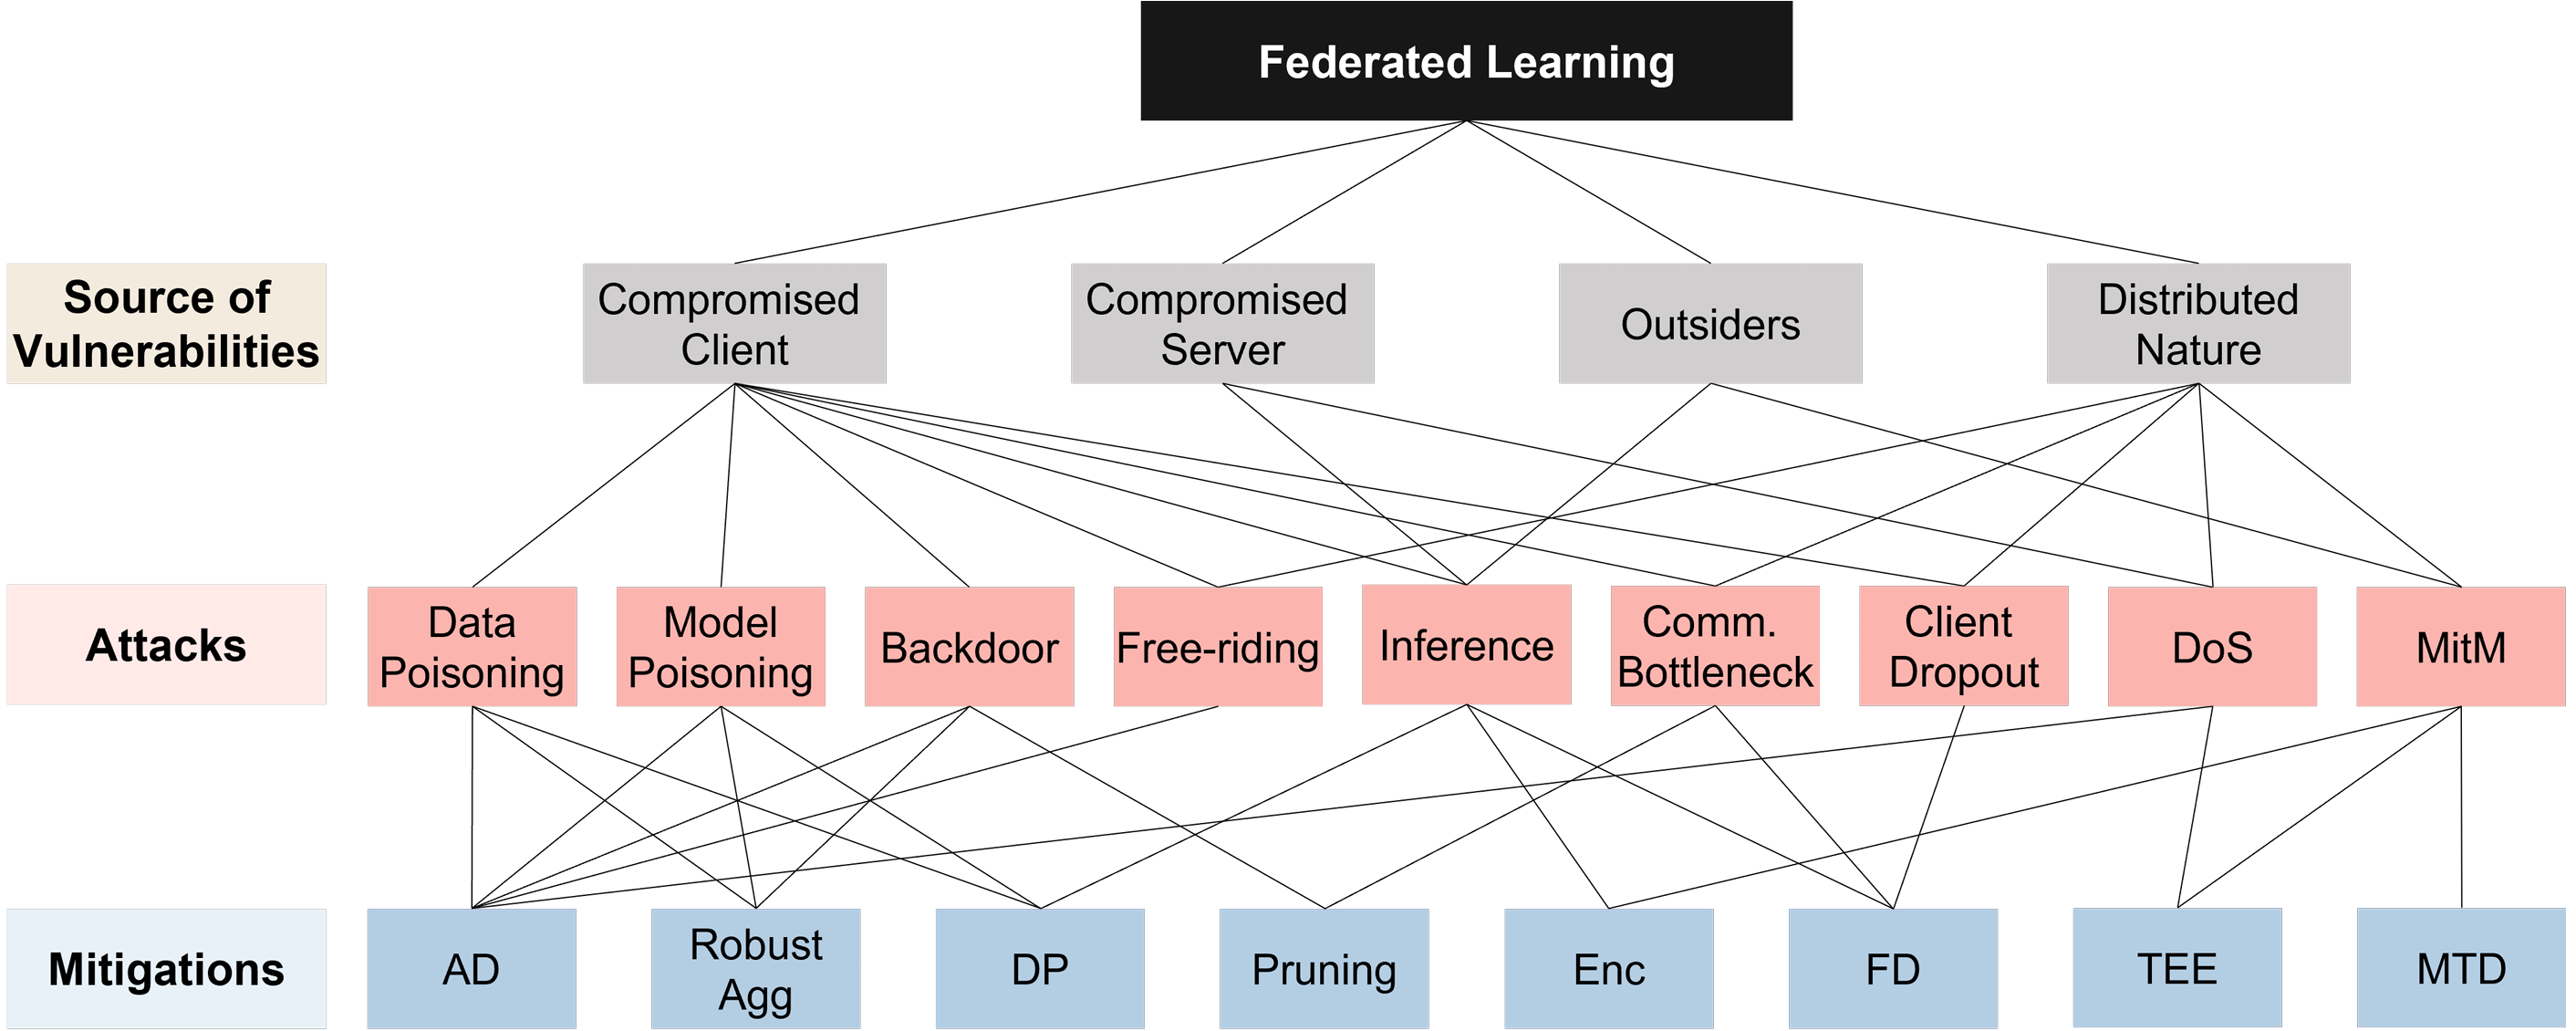 Federated Learning
Source of
Vulnerabilities
Compromised
Client
Compromised
Server
Outsiders
Distributed
Nature
Attacks
Data
Poisoning
Model
Poisoning
Backdoor
Free-riding
Inference
Comm.
Bottleneck
Client
Dropout
DoS
MitM
Mitigations
AD
Robust
Agg
DP
Pruning
Enc
FD
TEE
MTD